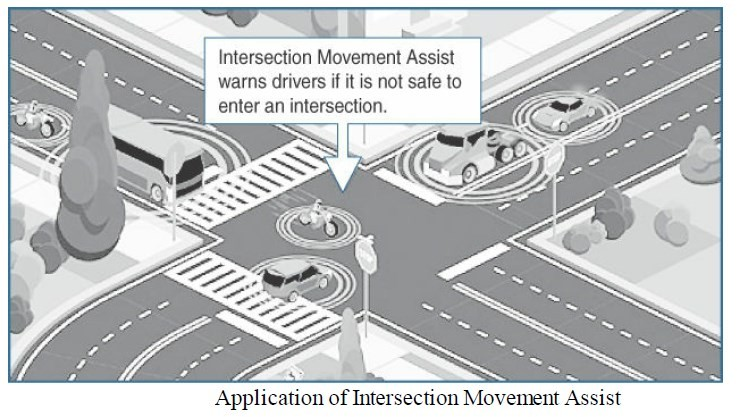 Intersection Movement Assist
warns drivers if it is not safe to
enter an intersection.
Application of Intersection Movement Assist